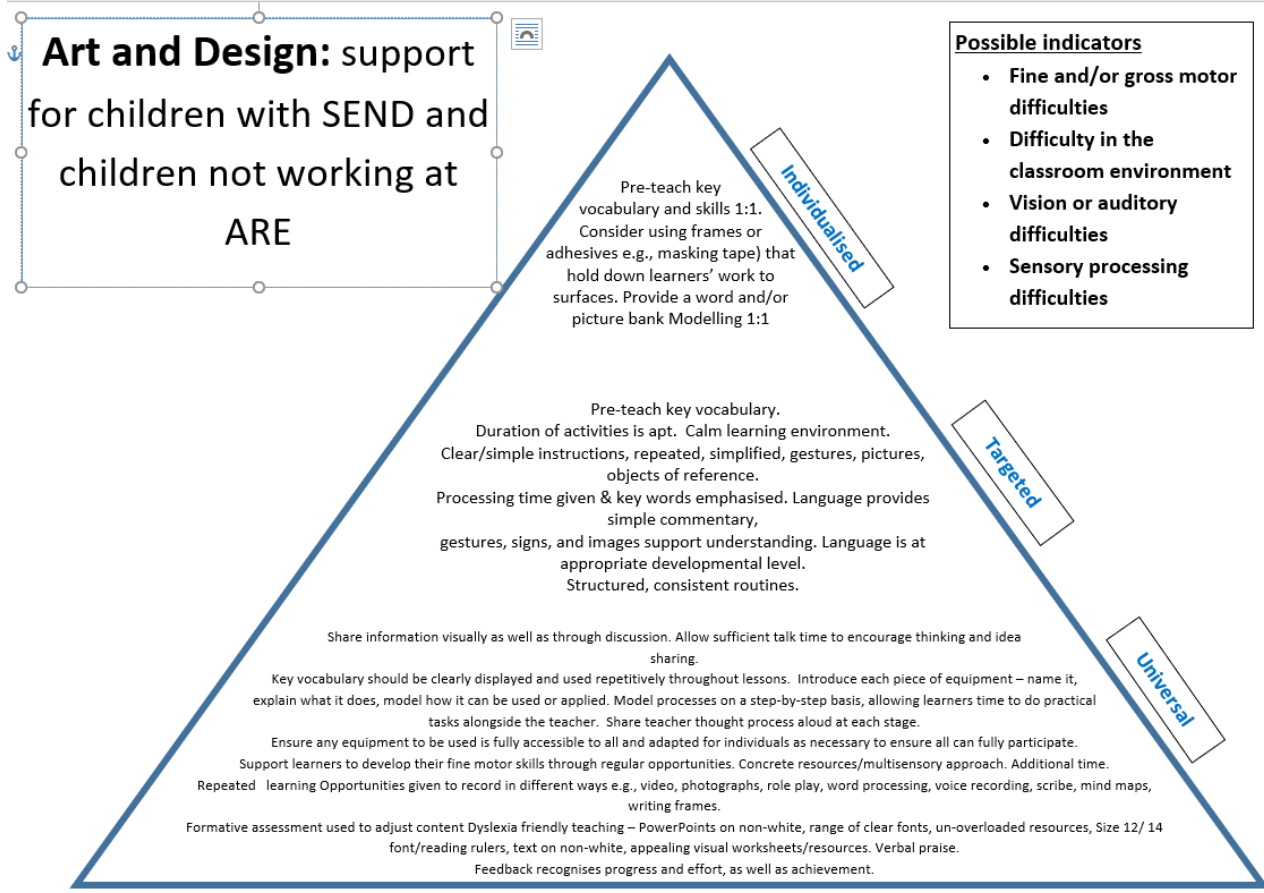 Art and Design: support
for children with SEND and
children not working at
ARE
Possible indicators
• Fine and/or gross motor
difficulties
• Difficulty in the
classroom environment
• Vision or auditory
difficulties
• Sensory processing
difficulties
Individualised
Pre-teach key
vocabulary and skills 1:1.
Consider using frames or
adhesives e.g., masking tape) that
hold down learners' work to
surfaces. Provide a word and/or
picture bank Modelling 1:1
Targeted
Pre-teach key vocabulary.
Duration of activities is apt. Calm learning environment.
Clear/simple instructions, repeated, simplified, gestures, pictures,
objects of reference.
Processing time given & key words emphasised. Language provides
simple commentary,
gestures, signs, and images support understanding. Language is at
appropriate developmental level.
Structured, consistent routines.
Universal
Share information visually as well as through discussion. Allow sufficient talk time to encourage thinking and idea
sharing.
Key vocabulary should be clearly displayed and used repetitively throughout lessons. Introduce each piece of equipment – name it,
explain what it does, model how it can be used or applied. Model processes on a step-by-step basis, allowing learners time to do practical
tasks alongside the teacher. Share teacher thought process aloud at each stage.
Ensure any equipment to be used is fully accessible to all and adapted for individuals as necessary to ensure all can fully participate.
Support learners to develop their fine motor skills through regular opportunities. Concrete resources/multisensory approach. Additional time.
Repeated learning Opportunities given to record in different ways e.g., video, photographs, role play, word processing, voice recording, scribe, mind maps,
writing frames.
Formative assessment used to adjust content Dyslexia friendly teaching – PowerPoints on non-white, range of clear fonts, un-overloaded resources, Size 12/ 14
font/reading rulers, text on non-white, appealing visual worksheets/resources. Verbal praise.
Feedback recognises progress and effort, as well as achievement.